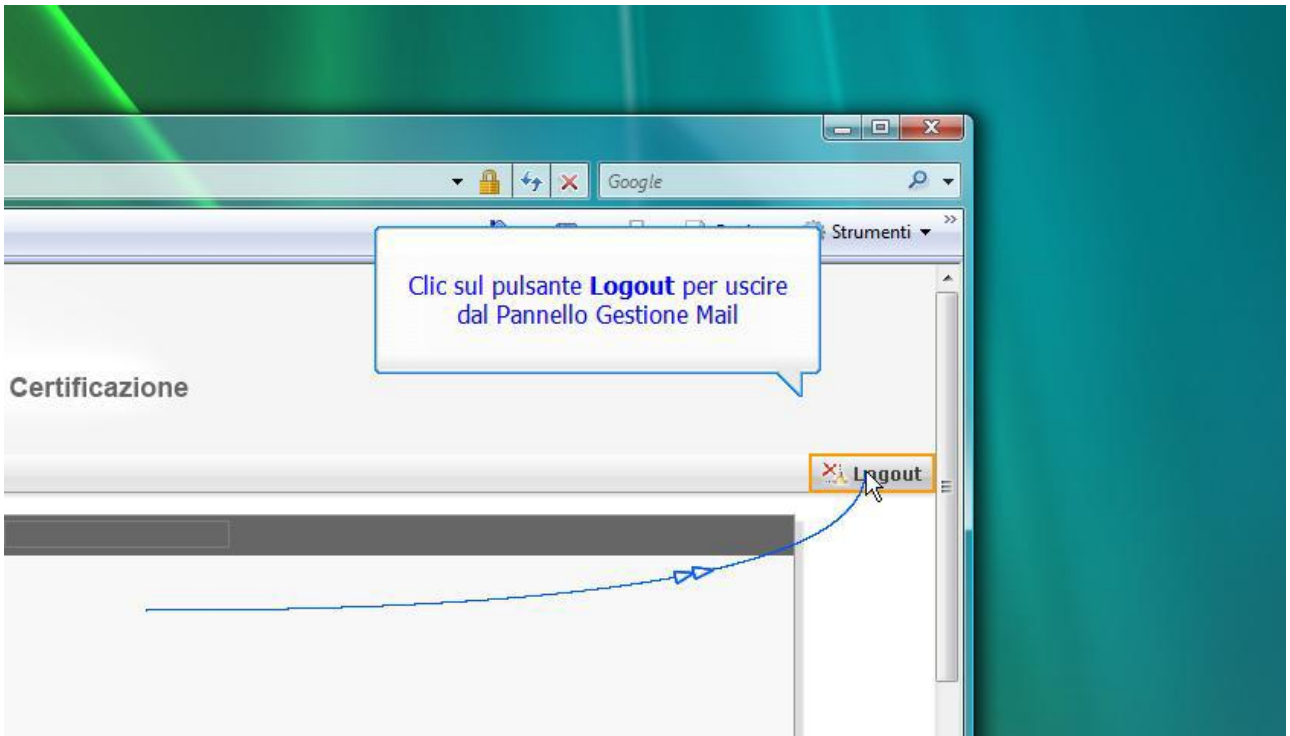 Google
Strumenti
Clic sul pulsante Logout per uscire
dal Pannello Gestione Mail
Certificazione
Logout